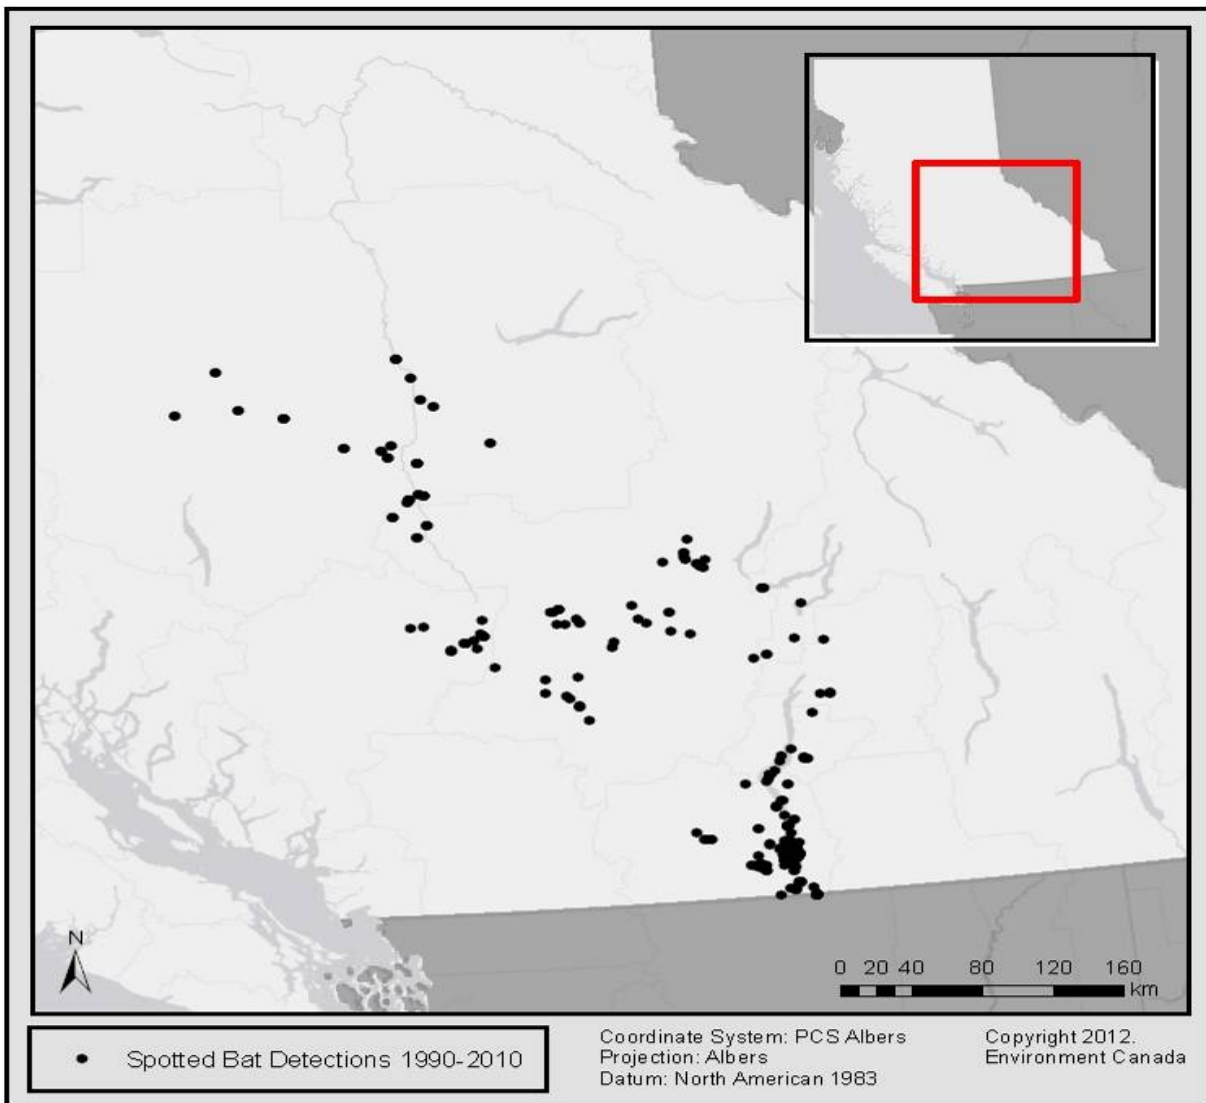 N
0 20 40 80 120 160
km
Spotted Bat Detections 1990-2010
Coordinate System: PCS Albers
Projection: Albers
Datum: North American 1983
Copyright 2012.
Environment Canada